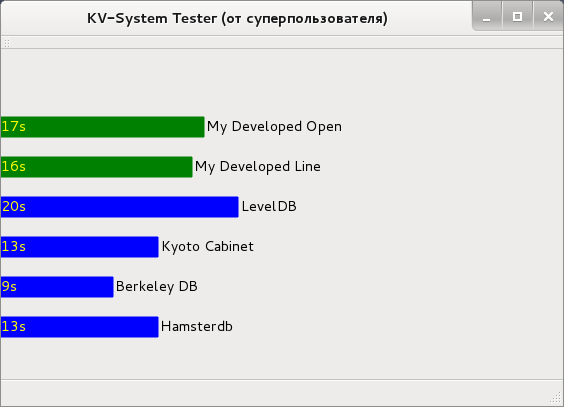 KV-System Tester (от суперпользователя)
17s My Developed Open
16s My Developed Line
20s LevelDB
13s Kyoto Cabinet
9s Berkeley DB
13s Hamsterdb